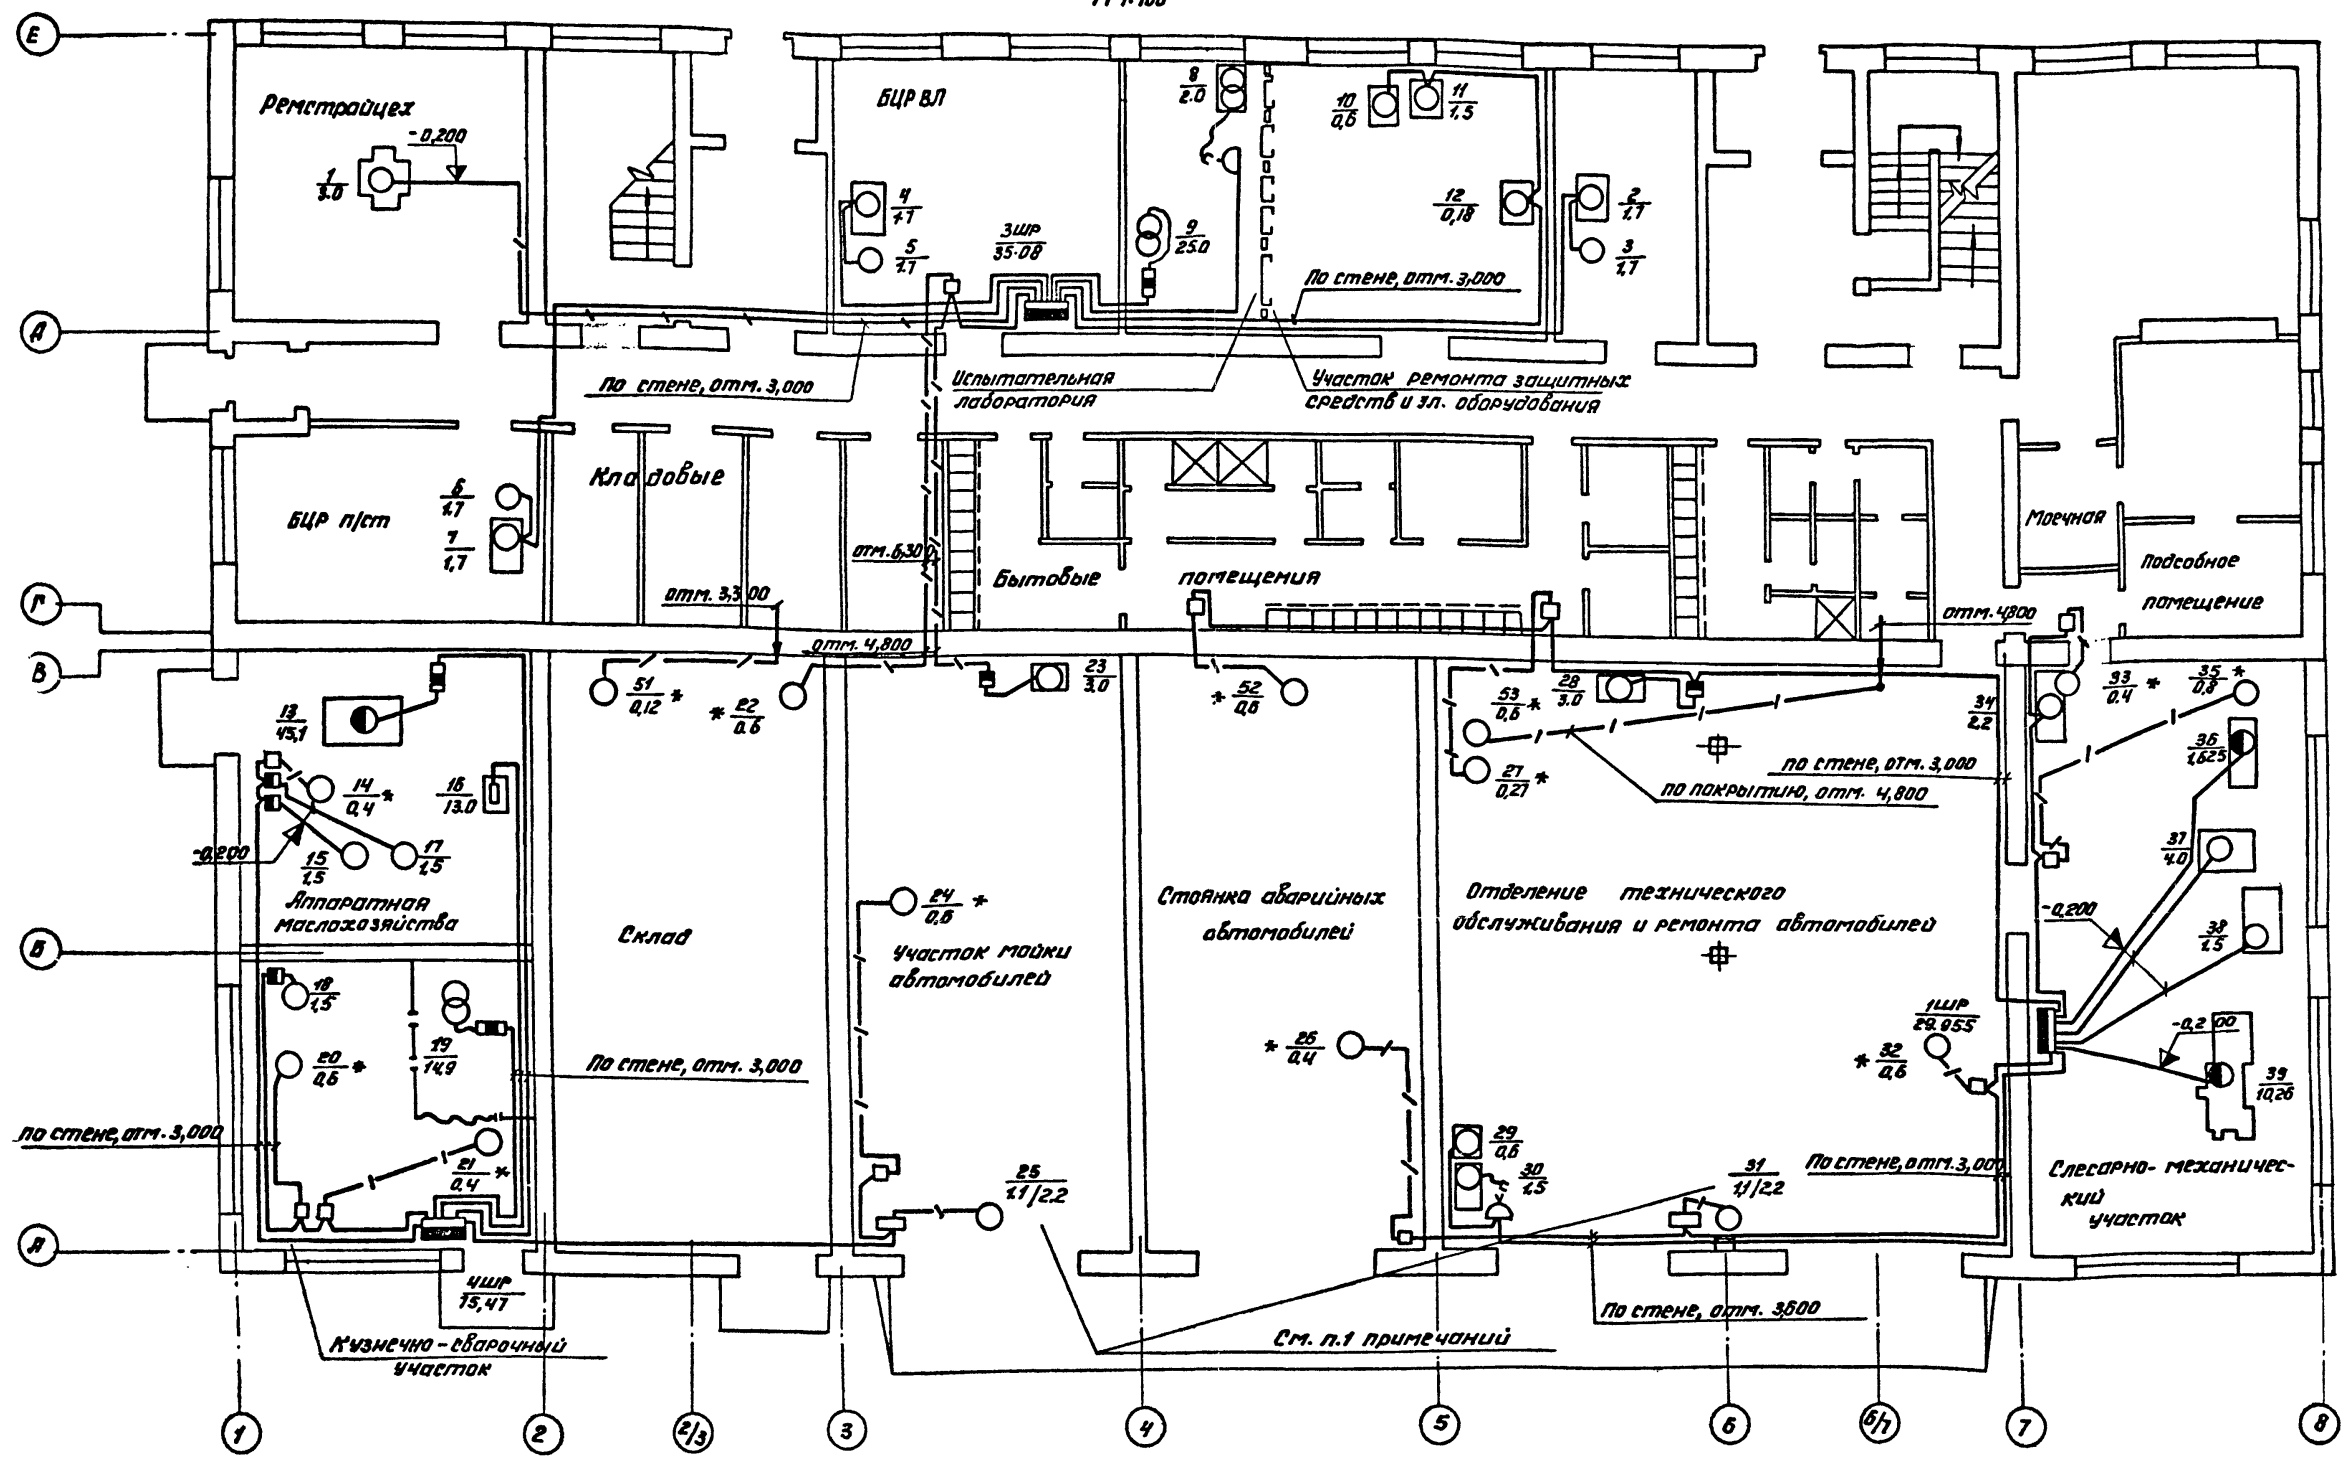 Е
Ремстройцех
-0,200
1
3.0
БЦР ВЛ
4
1.7
5
1.7
3ШР
35.08
8
2.0
9
25.0
10
0,6
11
1.5
12
0,18
2
1.7
3
1.7
По стене, отм. 3,000
Д
По стене, отм. 3,000
Испытательная
лаборатория
Участок ремонта защитных
средств и эл. оборудования
БЦР п/ст
6
1.7
7
1,7
Кладовые
отм. 6,300
отм. 3,300
отм. 4,800
Бытовые помещения
Моечная
Подсобное
помещение
отм. 4,800
Г
В
13
45,1
14
0,4 *
15
1,5
16
13.0
17
1,5
-0,200
Аппаратная
маслохозяйства
51
0,12 *
* 22
0.6
23
3.0
* 52
0,6
53
0,6 *
28
3.0
27
0,27 *
по стене, отм. 3,000
по покрытию, отм. 4,800
34
2.2
33
0.4 *
35
0,8 *
36
1,625
37
4.0
38
1.5
-0,200
-0,200
39
10,26
Склад
24
0,6 *
Участок мойки
автомобилей
Стоянка аварийных
автомобилей
Отделение технического
обслуживания и ремонта автомобилей
Б
18
1,5
19
14,9
20
0,6 *
21
0,4 *
По стене, отм. 3,000
по стене, отм. 3,000
25
1.1/2,2
* 26
0.4
29
0,6
30
1,5
31
1,1/2,2
1ШР
29.955
* 32
0,6
По стене, отм. 3,000
Слесарно-механичес-
кий
участок
А
4ШР
75,47
Кузнечно-сварочный
участок
См. п.1 примечаний
По стене, отм. 3,600
1
2
2/3
3
4
5
6
6/7
7
8